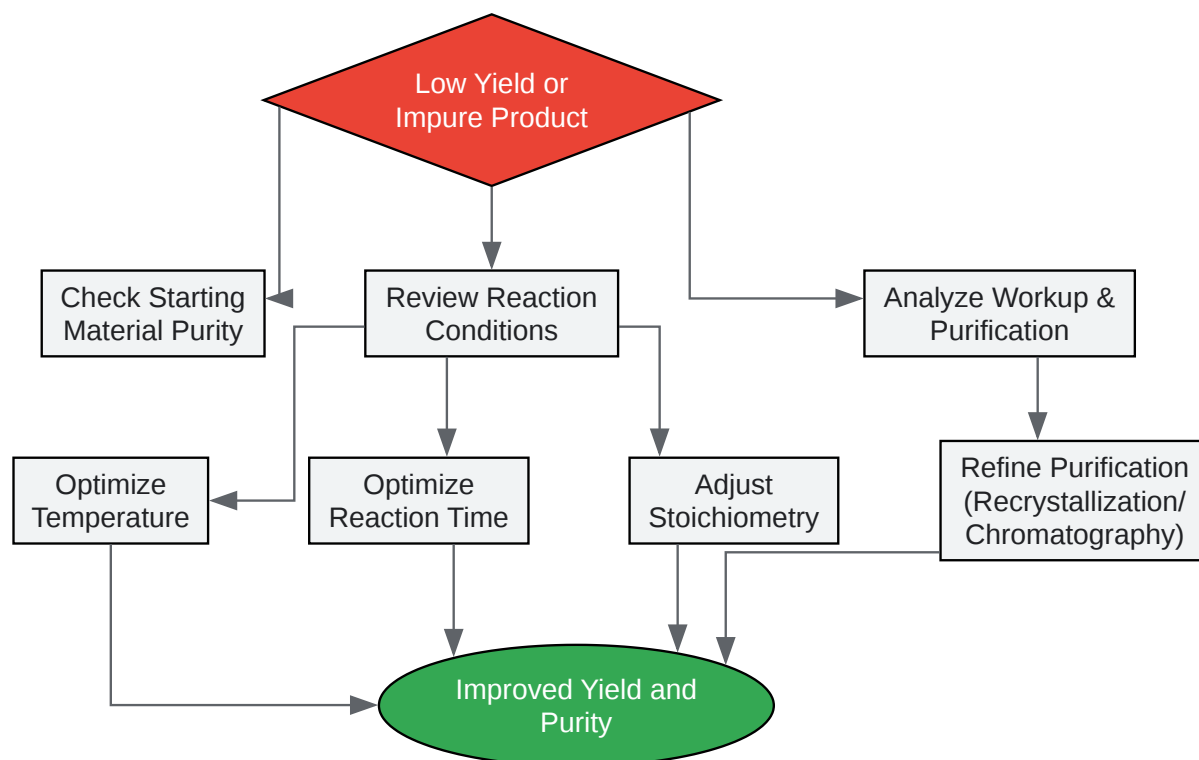 Low Yield or
Impure Product
Check Starting
Material Purity
Review Reaction
Conditions
Analyze Workup &
Purification
Optimize
Temperature
Optimize
Reaction Time
Adjust
Stoichiometry
Refine Purification
(Recrystallization/
Chromatography)
Improved Yield and
Purity